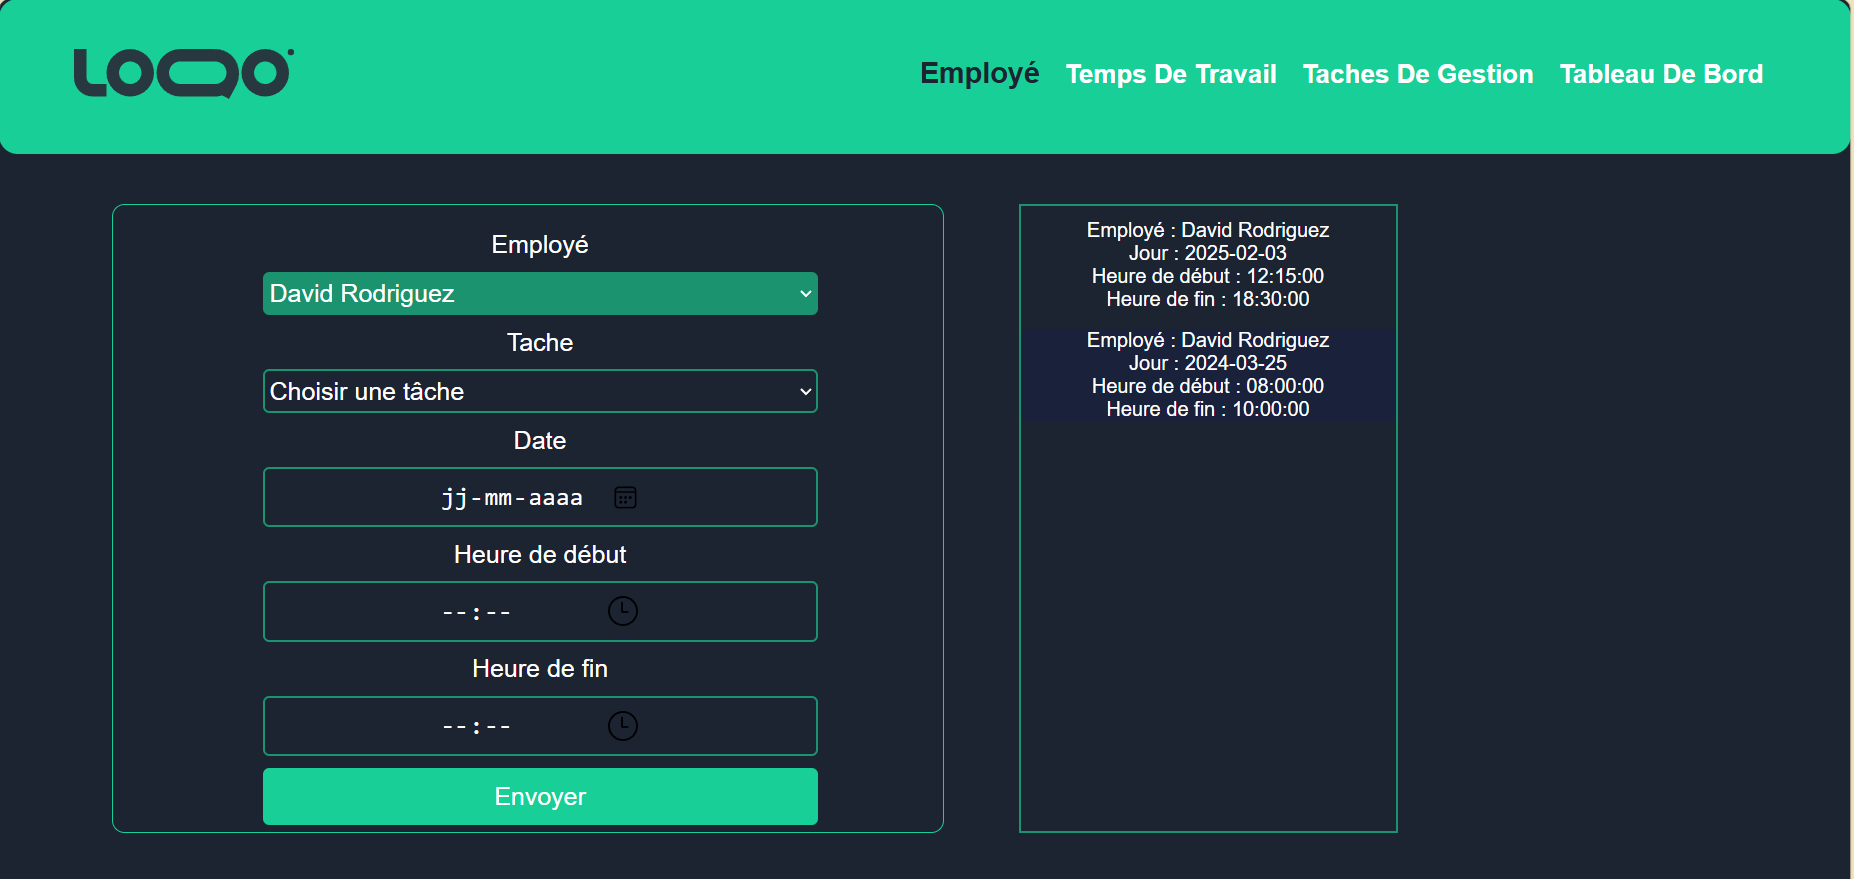 LOQO
Employé
Temps De Travail
Taches De Gestion
Tableau De Bord
Employé
David Rodriguez
Tache
Choisir une tâche
Date
jj-mm-aaaa
Heure de début
--:--
Heure de fin
--:--
Envoyer
Employé : David Rodriguez
Jour : 2025-02-03
Heure de début : 12:15:00
Heure de fin : 18:30:00
Employé : David Rodriguez
Jour : 2024-03-25
Heure de début : 08:00:00
Heure de fin : 10:00:00